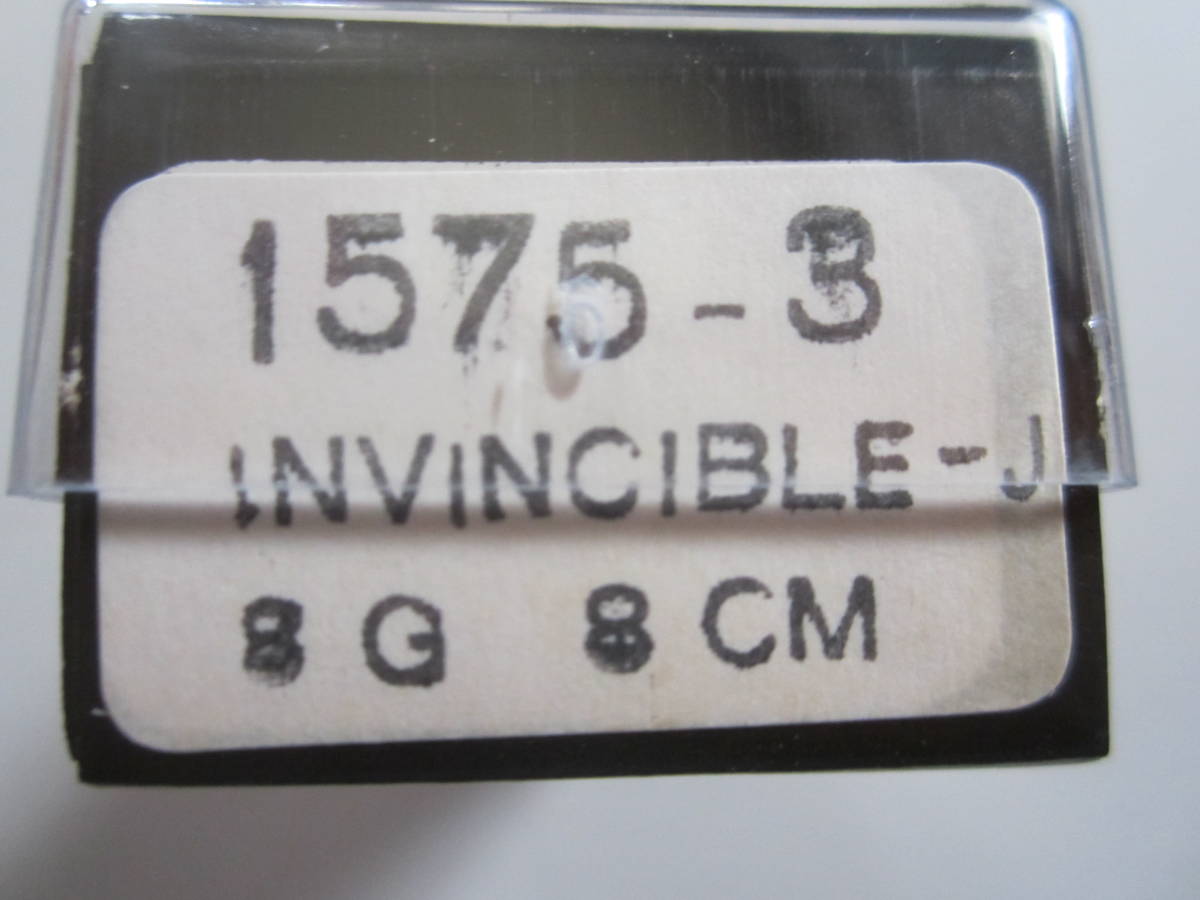 1575-3
INVINCIBLE-J
8G 8CM